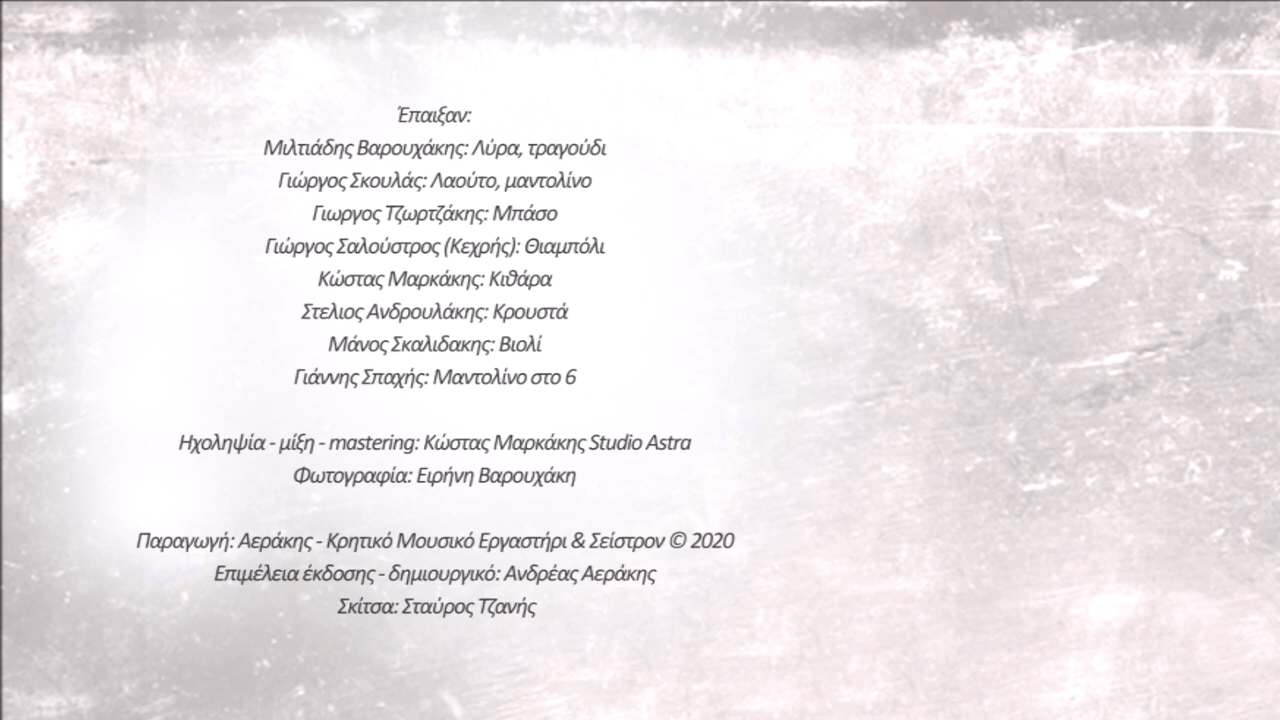 Έπαιξαν:
Μιλτιάδης Βαρουχάκης: Λύρα, τραγούδι
Γιώργος Σκουλάς: Λαούτο, μαντολίνο
Γιωργος Τζωρτζάκης: Μπάσο
Γιώργος Σαλούστρος (Κεχρής): Θιαμπόλι
Κώστας Μαρκάκης: Κιθάρα
Στελιος Ανδρουλάκης: Κρουστά
Μάνος Σκαλιδακης: Βιολί
Γιάννης Σπαχής: Μαντολίνο στο 6
Ηχοληψία - μίξη - mastering: Κώστας Μαρκάκης Studio Astra
Φωτογραφία: Ειρήνη Βαρουχάκη
Παραγωγή: Αεράκης - Κρητικό Μουσικό Εργαστήρι & Σείστρον © 2020
Επιμέλεια έκδοσης - δημιουργικό: Ανδρέας Αεράκης
Σκίτσα: Σταύρος Τζανής